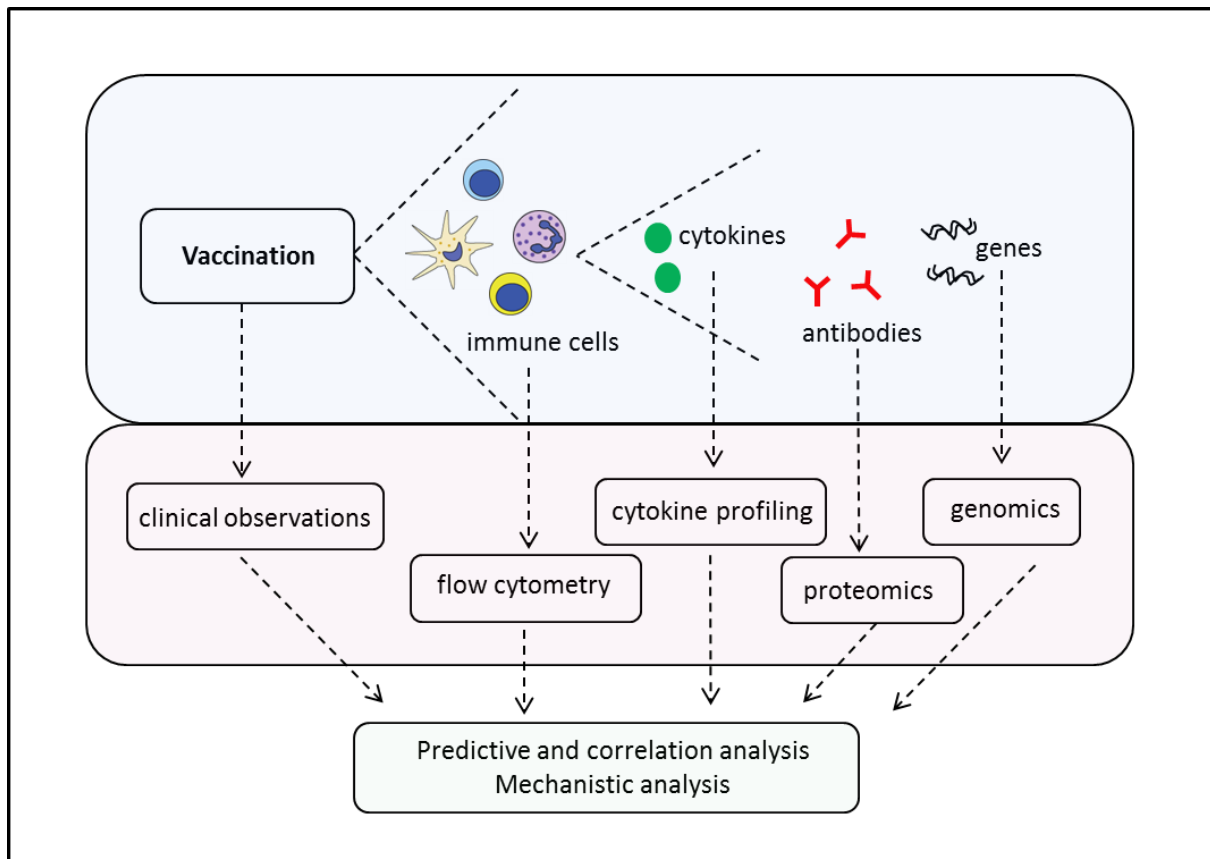 Vaccination
immune cells
cytokines
antibodies
genes
clinical observations
flow cytometry
cytokine profiling
proteomics
genomics
Predictive and correlation analysis
Mechanistic analysis